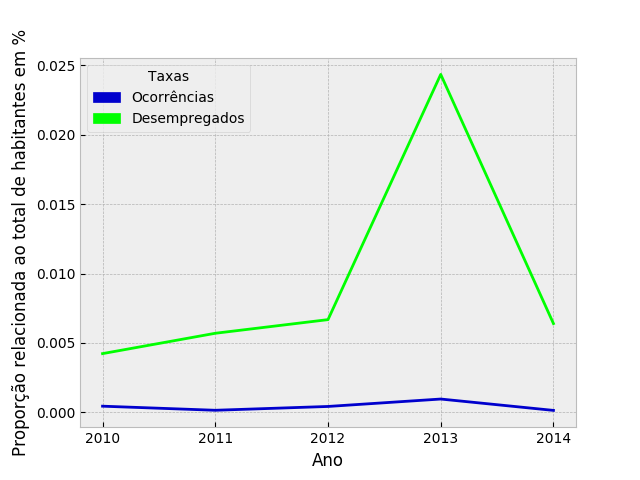 Proporção relacionada ao total de habitantes em %
0.025
0.020
0.015
0.010
0.005
0.000
Taxas
Ocorrências
Desempregados
2010 2011 2012 2013 2014
Ano